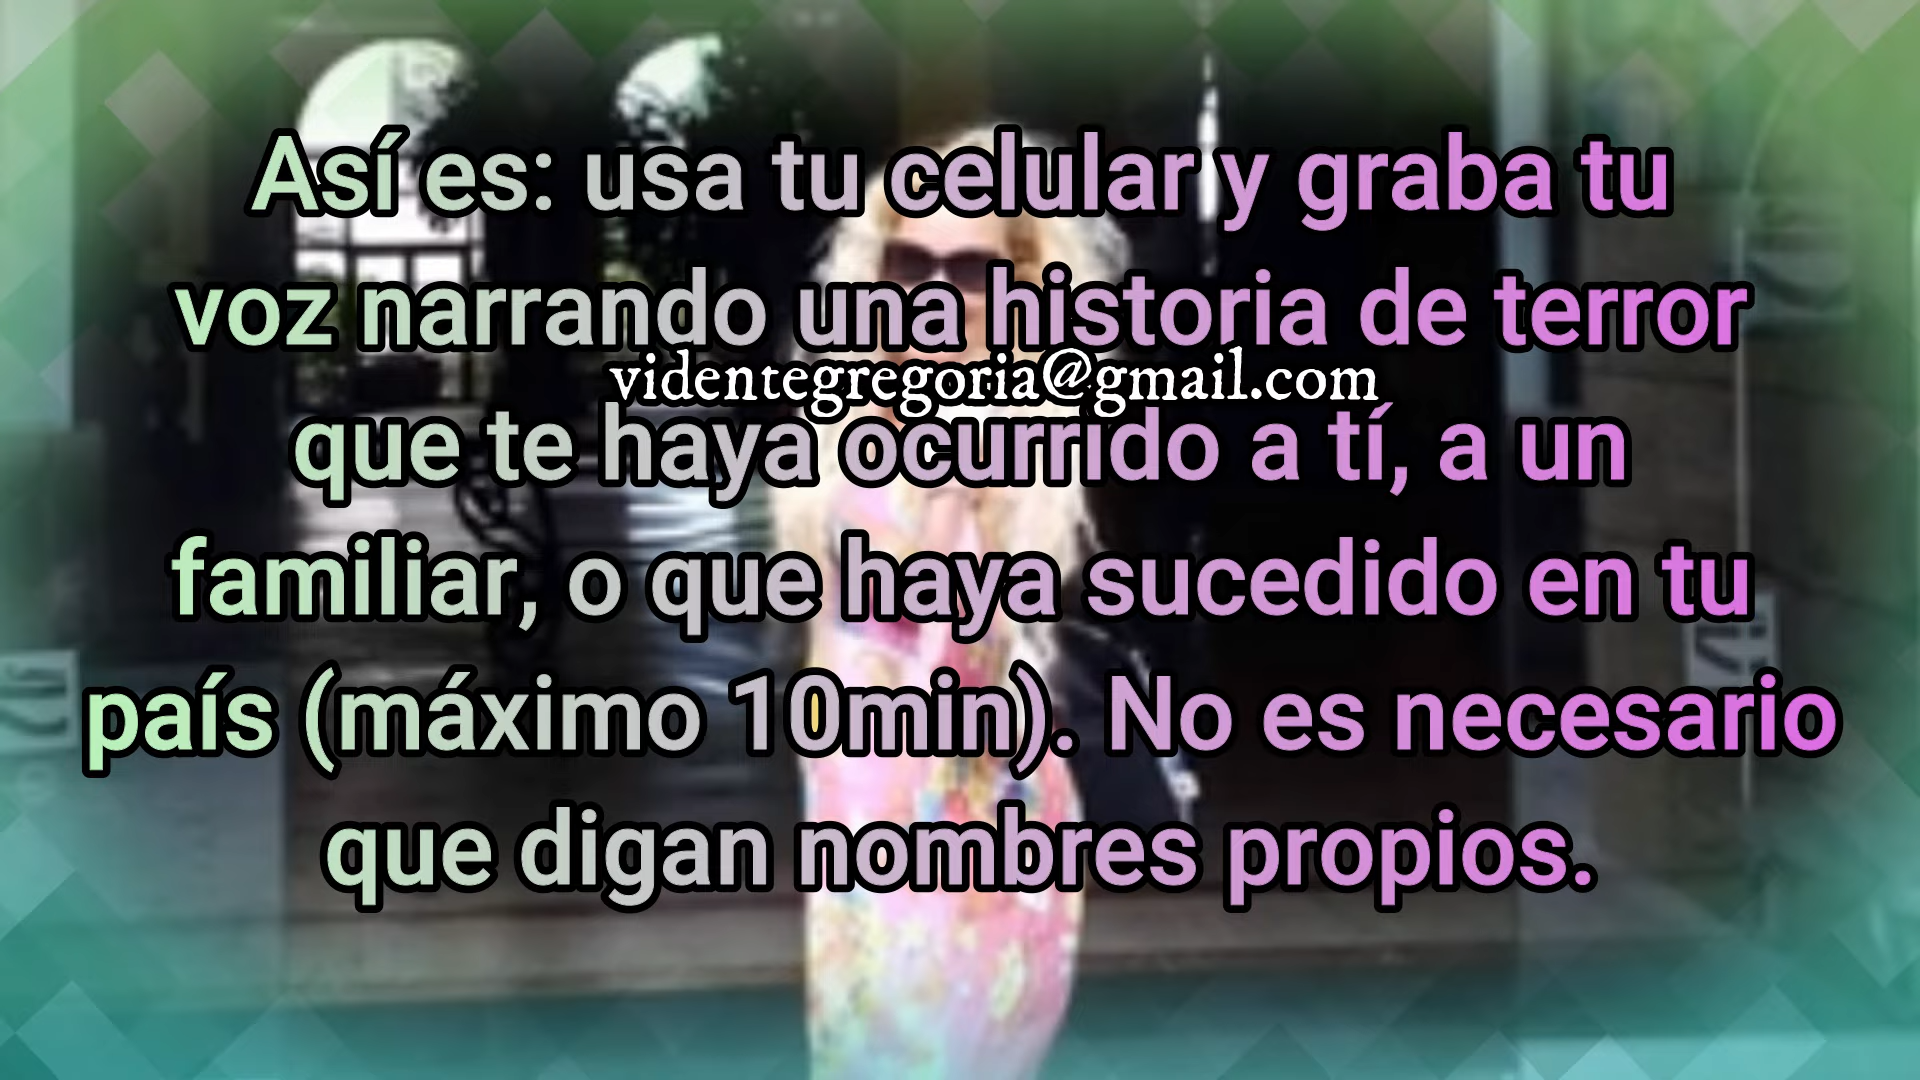 Así es: usa tu celular y graba tu
voz narrando una historia de terror
videntegregoria@gmail.com
que te haya ocurrido a tí, a un
familiar, o que haya sucedido en tu
país (máximo 10min). No es necesario
que digan nombres propios.